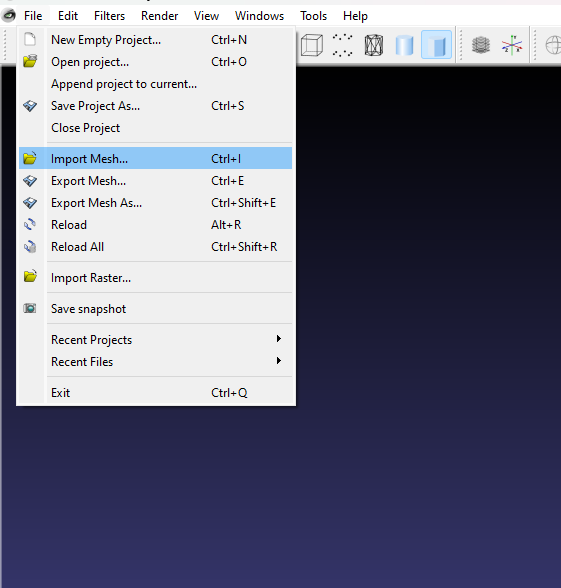 File Edit Filters Render View Windows Tools Help
New Empty Project... Ctrl+N
Open project... Ctrl+O
Append project to current...
Save Project As... Ctrl+S
Close Project
Import Mesh... Ctrl+I
Export Mesh... Ctrl+E
Export Mesh As... Ctrl+Shift+E
Reload Alt+R
Reload All Ctrl+Shift+R
Import Raster...
Save snapshot
Recent Projects
Recent Files
Exit Ctrl+Q